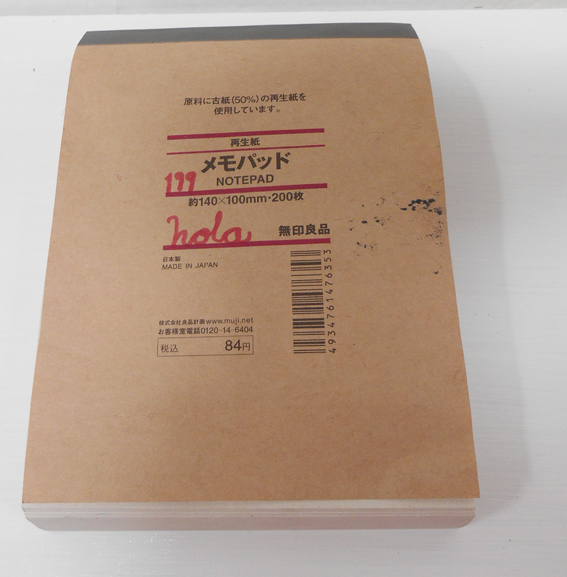 原料に古紙(50%)の再生紙を
使用しています。
再生紙
メモパッド
199
NOTEPAD
約140×100mm・200枚
hola
無印良品
日本製
MADE IN JAPAN
4934761476353
株式会社良品計画 www.muji.net
お客様室電話0120-14-6404
税込 84円